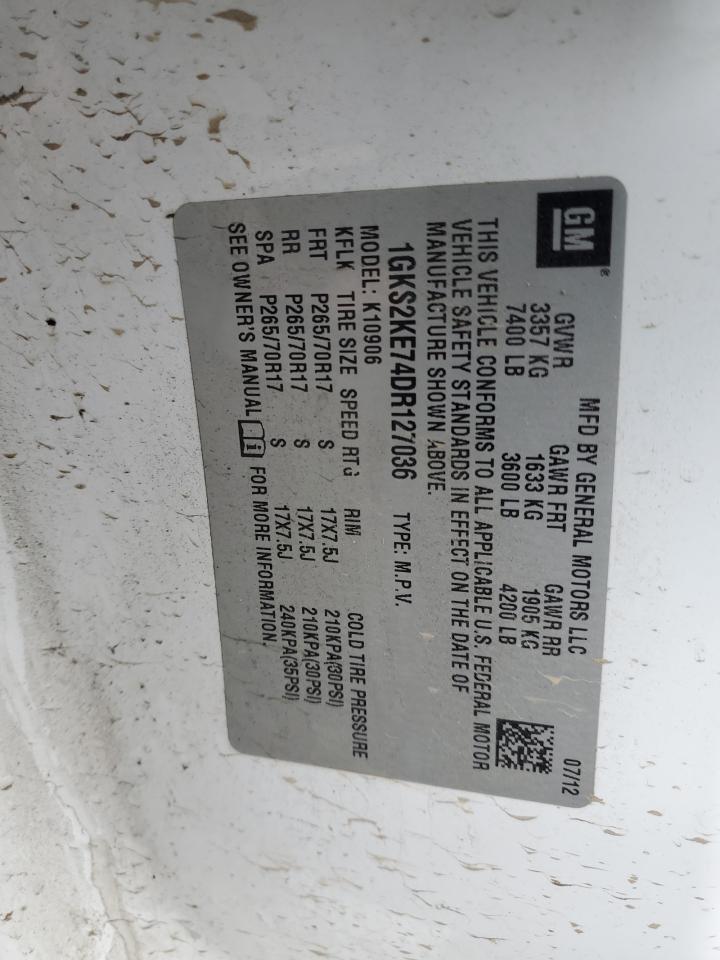 GM®
MFD BY GENERAL MOTORS LLC 07/12
GVWR GAWR FRT GAWR RR
3357 KG 1633 KG 1905 KG
7400 LB 3600 LB 4200 LB
THIS VEHICLE CONFORMS TO ALL APPLICABLE U.S. FEDERAL MOTOR
VEHICLE SAFETY STANDARDS IN EFFECT ON THE DATE OF
MANUFACTURE SHOWN ABOVE.
1GKS2KE74DR127036 TYPE: M.P.V.
MODEL: K10906
KFLK TIRE SIZE SPEED RTG RIM COLD TIRE PRESSURE
FRT P265/70R17 S 17X7.5J 210KPA(30PSI)
RR P265/70R17 S 17X7.5J 210KPA(30PSI)
SPA P265/70R17 S 17X7.5J 240KPA(35PSI)
SEE OWNER'S MANUAL FOR MORE INFORMATION.